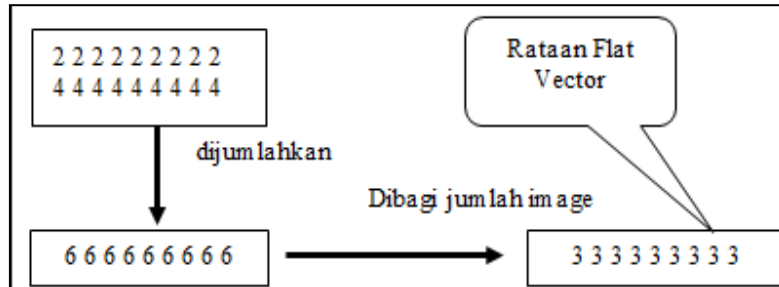 2 2 2 2 2 2 2 2 2
4 4 4 4 4 4 4 4 4
Rataan Flat
Vector
dijumlahkan
Dibagi jumlah image
6 6 6 6 6 6 6 6 6
3 3 3 3 3 3 3 3 3